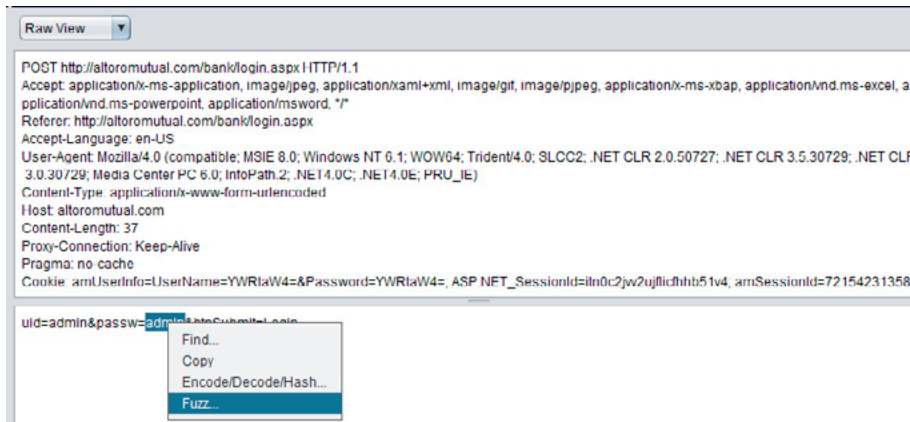 Raw View
POST http://altoromutual.com/bank/login.aspx HTTP/1.1
Accept: application/x-ms-application, image/jpeg, application/xaml+xml, image/gif, image/pjpeg, application/x-ms-xbap, application/vnd.ms-excel, a
pplication/vnd.ms-powerpoint, application/msword, */*
Referer: http://altoromutual.com/bank/login.aspx
Accept-Language: en-US
User-Agent: Mozilla/4.0 (compatible; MSIE 8.0; Windows NT 6.1; WOW64; Trident/4.0; SLCC2; .NET CLR 2.0.50727; .NET CLR 3.5.30729; .NET CLR
3.0.30729; Media Center PC 6.0; InfoPath.2; .NET4.0C; .NET4.0E; PRU_IE)
Content-Type: application/x-www-form-urlencoded
Host: altoromutual.com
Content-Length: 37
Proxy-Connection: Keep-Alive
Pragma: no-cache
Cookie: amUserInfo=UserName=YWRtaW4=&Password=YWRtaW4=; amSessionId=72154231358
uid=admin&passw=admin&btnSubmit=Login
Find...
Copy
Encode/Decode/Hash...
Fuzz...